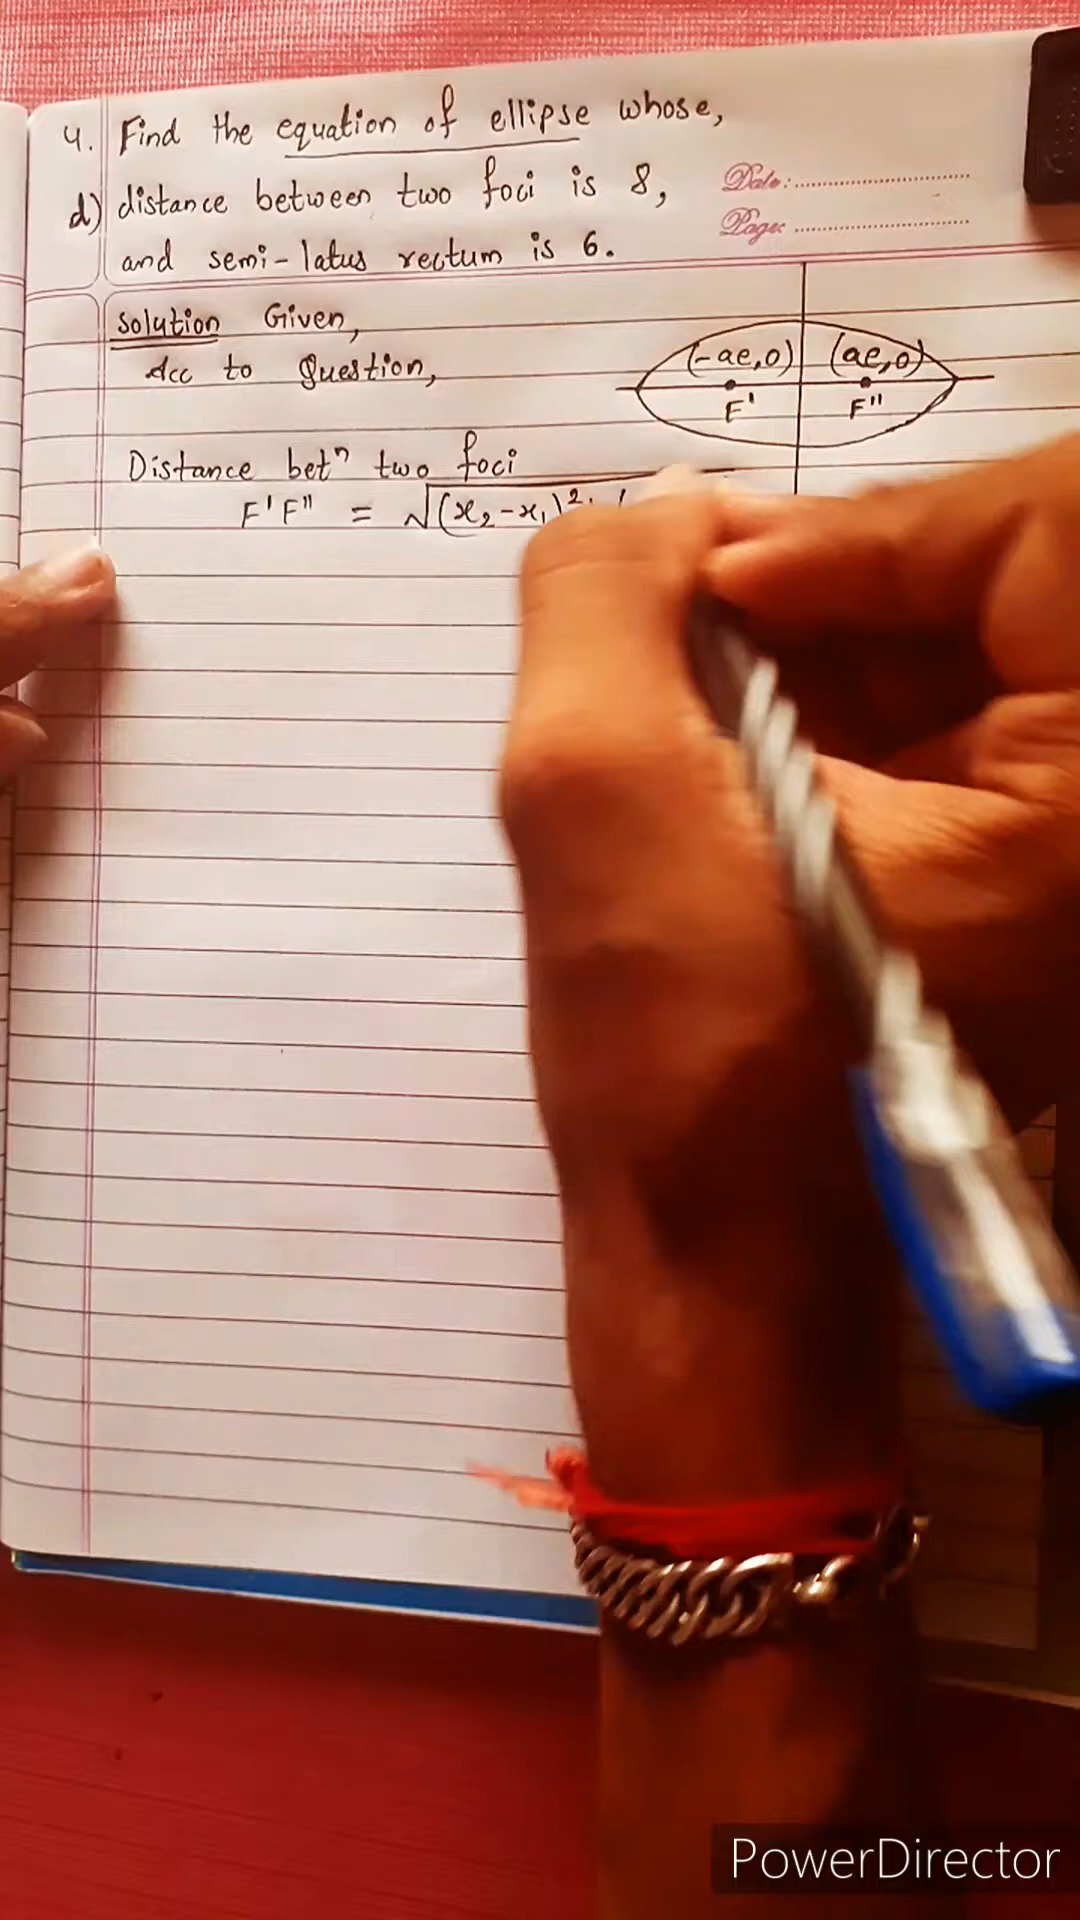 4. Find the equation of ellipse whose,
d) distance between two foci is 8,
and semi-latus rectum is 6.
Date:
Page:
Solution Given,
Acc to Question,
(-ae,0) (ae,0)
F' F"
Distance betⁿ two foci
F'F" = √(x₂-x₁)²
PowerDirector